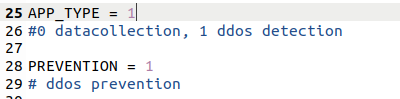 25 APP_TYPE = 1
26 #0 datacollection, 1 ddos detection
27
28 PREVENTION = 1
29 # ddos prevention